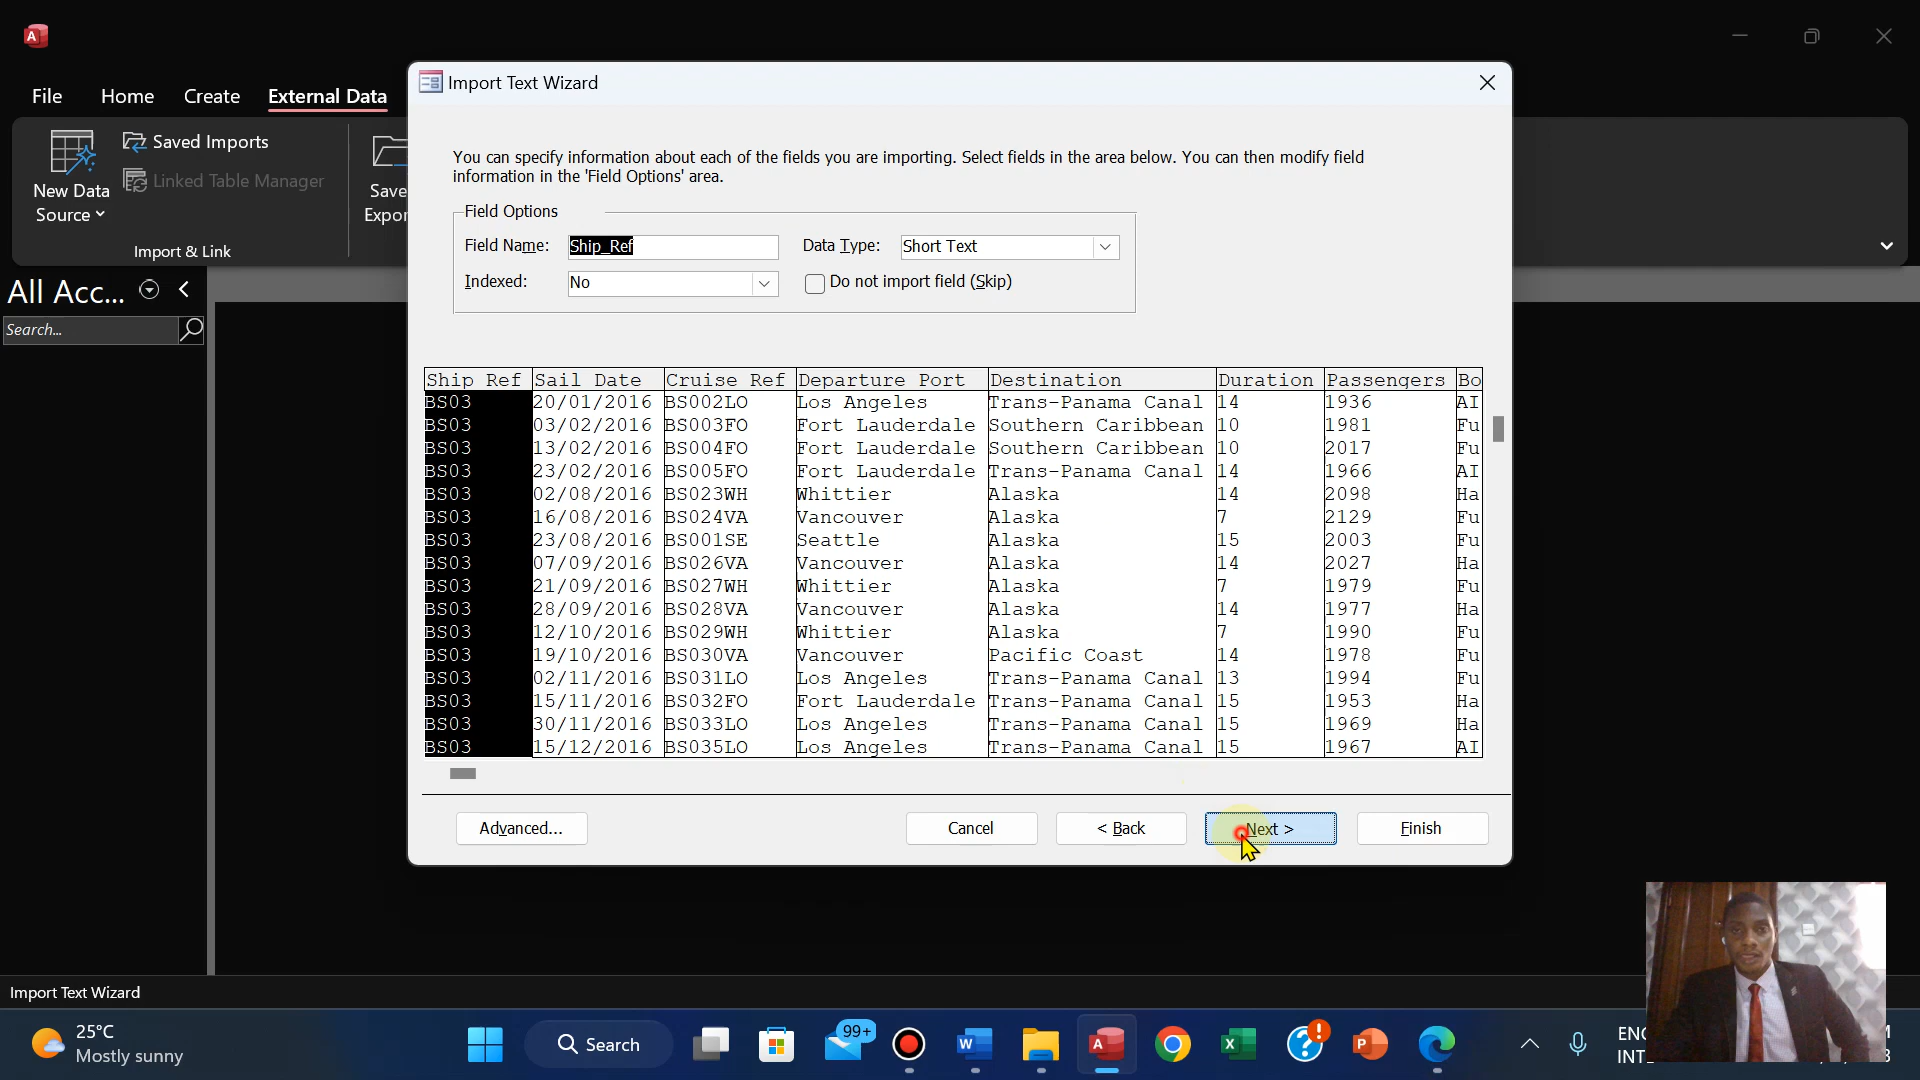 A
Import Text Wizard
File Home Create External Data
Saved Imports
Linked Table Manager
New Data
Source
Save
Expor
Import & Link
You can specify information about each of the fields you are importing. Select fields in the area below. You can then modify field
information in the 'Field Options' area.
Field Options
Field Name: Ship_Ref Data Type: Short Text
Indexed: No Do not import field (Skip)
All Acc...
Search...
Ship Ref Sail Date Cruise Ref Departure Port Destination Duration Passengers Bo
BS03 20/01/2016 BS002LO Los Angeles Trans-Panama Canal 14 1936 AI
BS03 03/02/2016 BS003FO Fort Lauderdale Southern Caribbean 10 1981 Fu
BS03 13/02/2016 BS004FO Fort Lauderdale Southern Caribbean 10 2017 Fu
BS03 23/02/2016 BS005FO Fort Lauderdale Trans-Panama Canal 14 1966 AI
BS03 02/08/2016 BS023WH Whittier Alaska 14 2098 Ha
BS03 16/08/2016 BS024VA Vancouver Alaska 7 2129 Fu
BS03 23/08/2016 BS001SE Seattle Alaska 15 2003 Fu
BS03 07/09/2016 BS026VA Vancouver Alaska 14 2027 Ha
BS03 21/09/2016 BS027WH Whittier Alaska 7 1979 Fu
BS03 28/09/2016 BS028VA Vancouver Alaska 14 1977 Ha
BS03 12/10/2016 BS029WH Whittier Alaska 7 1990 Fu
BS03 19/10/2016 BS030VA Vancouver Pacific Coast 14 1978 Fu
BS03 02/11/2016 BS031LO Los Angeles Trans-Panama Canal 13 1994 Fu
BS03 15/11/2016 BS032FO Fort Lauderdale Trans-Panama Canal 15 1953 Ha
BS03 30/11/2016 BS033LO Los Angeles Trans-Panama Canal 15 1969 Ha
BS03 15/12/2016 BS035LO Los Angeles Trans-Panama Canal 15 1967 AI
Advanced... Cancel < Back Next > Finish
Import Text Wizard
25°C
Mostly sunny
Search
99+
W
A
X
?
!
P
ENG
INT